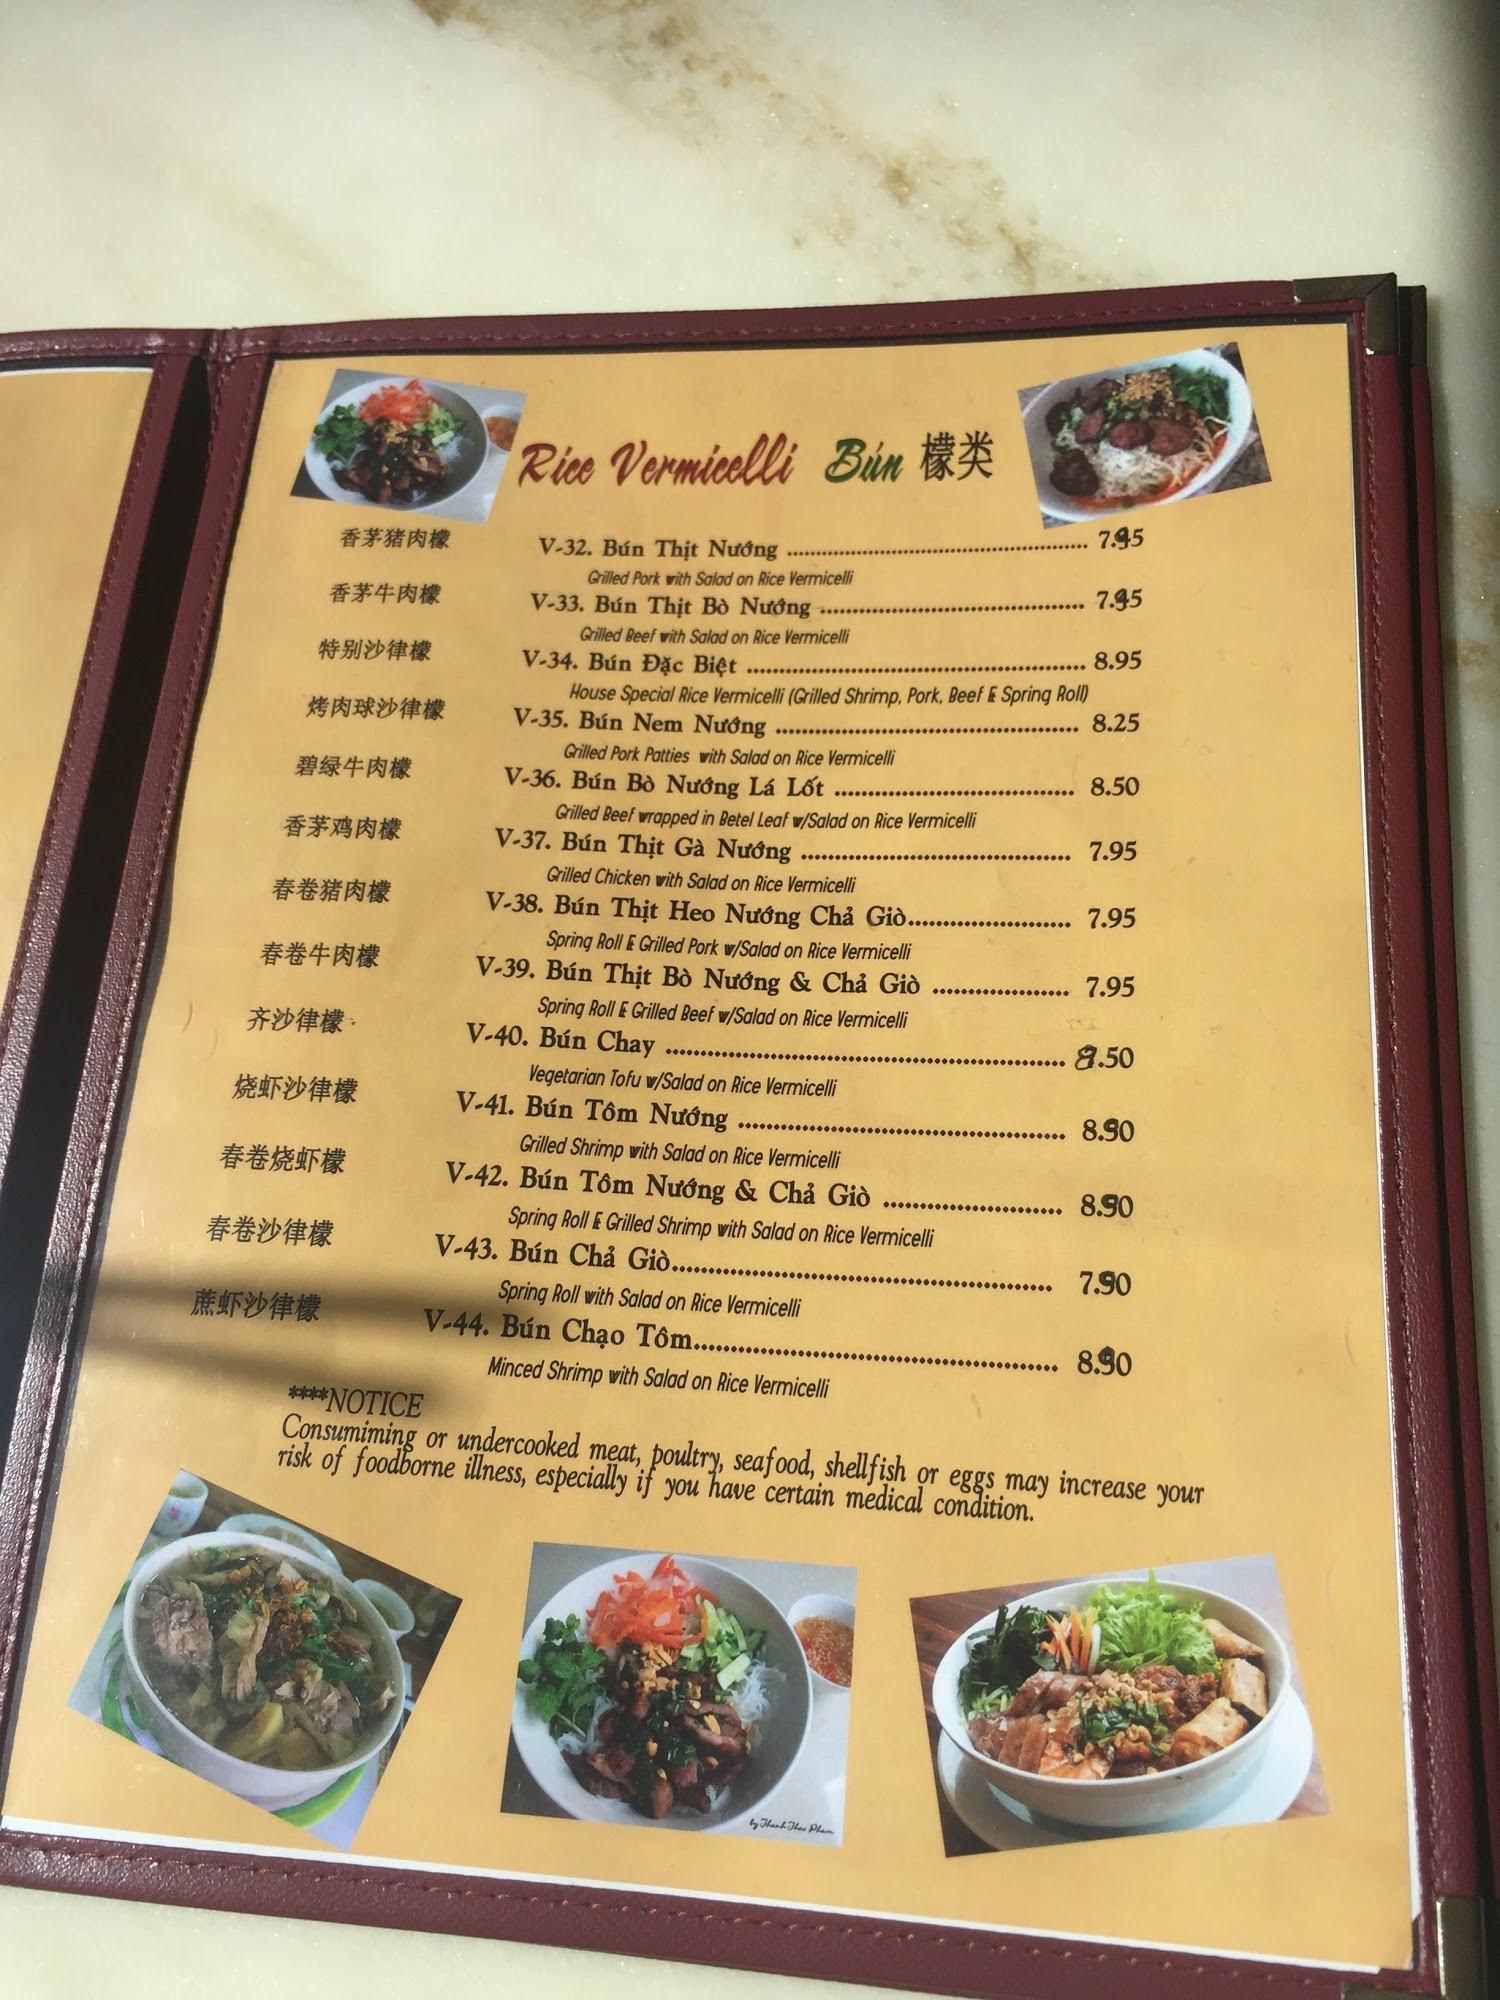 Rice Vermicelli Bún 檬类
香茅猪肉檬 V-32. Bún Thịt Nướng 7.95
Grilled Pork with Salad on Rice Vermicelli
香茅牛肉檬 V-33. Bún Thịt Bò Nướng 7.95
Grilled Beef with Salad on Rice Vermicelli
特别沙律檬 V-34. Bún Đặc Biệt 8.95
House Special Rice Vermicelli (Grilled Shrimp, Pork, Beef & Spring Roll)
烤肉球沙律檬 V-35. Bún Nem Nướng 8.25
Grilled Pork Patties with Salad on Rice Vermicelli
碧绿牛肉檬 V-36. Bún Bò Nướng Lá Lốt 8.50
Grilled Beef wrapped in Betel Leaf w/Salad on Rice Vermicelli
香茅鸡肉檬 V-37. Bún Thịt Gà Nướng 7.95
Grilled Chicken with Salad on Rice Vermicelli
春卷猪肉檬 V-38. Bún Thịt Heo Nướng Chả Giò 7.95
Spring Roll & Grilled Pork w/Salad on Rice Vermicelli
春卷牛肉檬 V-39. Bún Thịt Bò Nướng & Chả Giò 7.95
Spring Roll & Grilled Beef w/Salad on Rice Vermicelli
齐沙律檬 V-40. Bún Chay 8.50
Vegetarian Tofu w/Salad on Rice Vermicelli
烧虾沙律檬 V-41. Bún Tôm Nướng 8.90
Grilled Shrimp with Salad on Rice Vermicelli
春卷烧虾檬 V-42. Bún Tôm Nướng & Chả Giò 8.90
Spring Roll & Grilled Shrimp with Salad on Rice Vermicelli
春卷沙律檬 V-43. Bún Chả Giò 7.90
Spring Roll with Salad on Rice Vermicelli
蔗虾沙律檬 V-44. Bún Chạo Tôm 8.90
Minced Shrimp with Salad on Rice Vermicelli
****NOTICE
Consumiming or undercooked meat, poultry, seafood, shellfish or eggs may increase your
risk of foodborne illness, especially if you have certain medical condition.
by Thanh Thao Pham